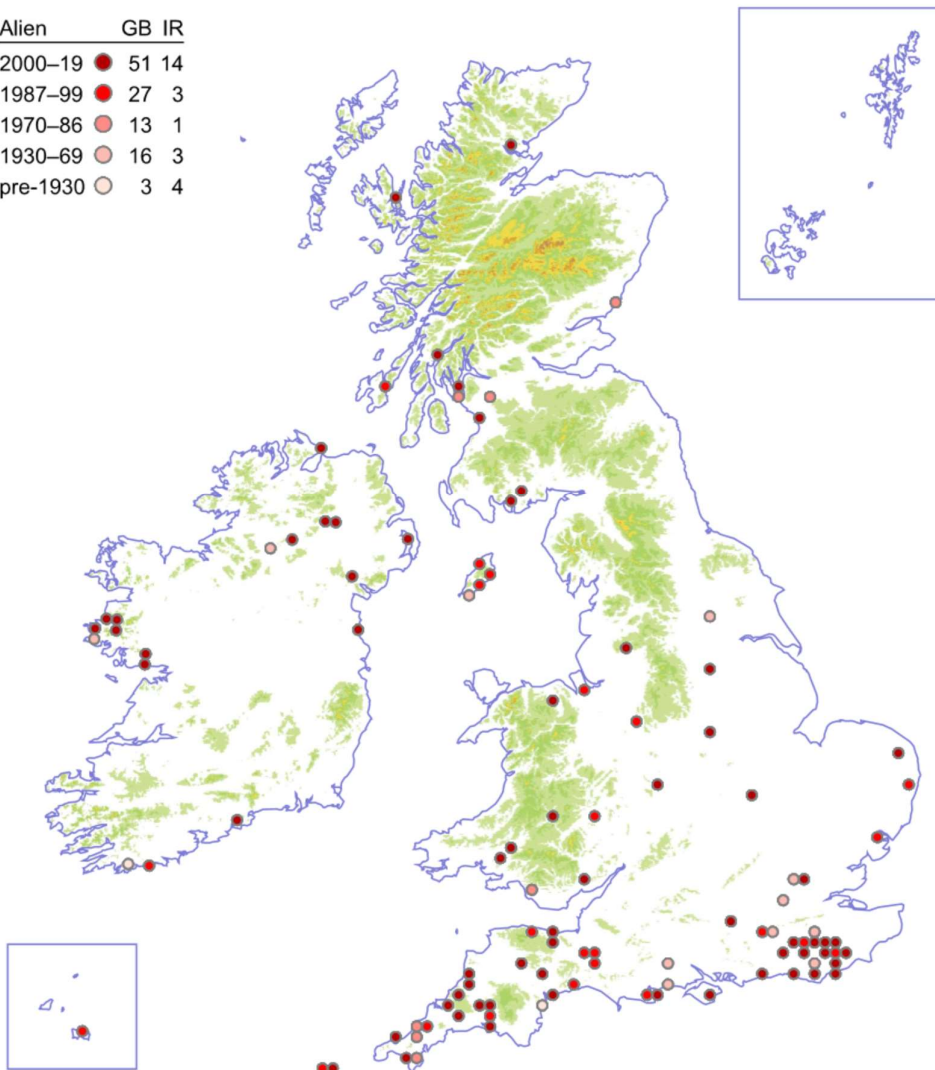 Alien GB IR
2000–19 51 14
1987–99 27 3
1970–86 13 1
1930–69 16 3
pre-1930 3 4